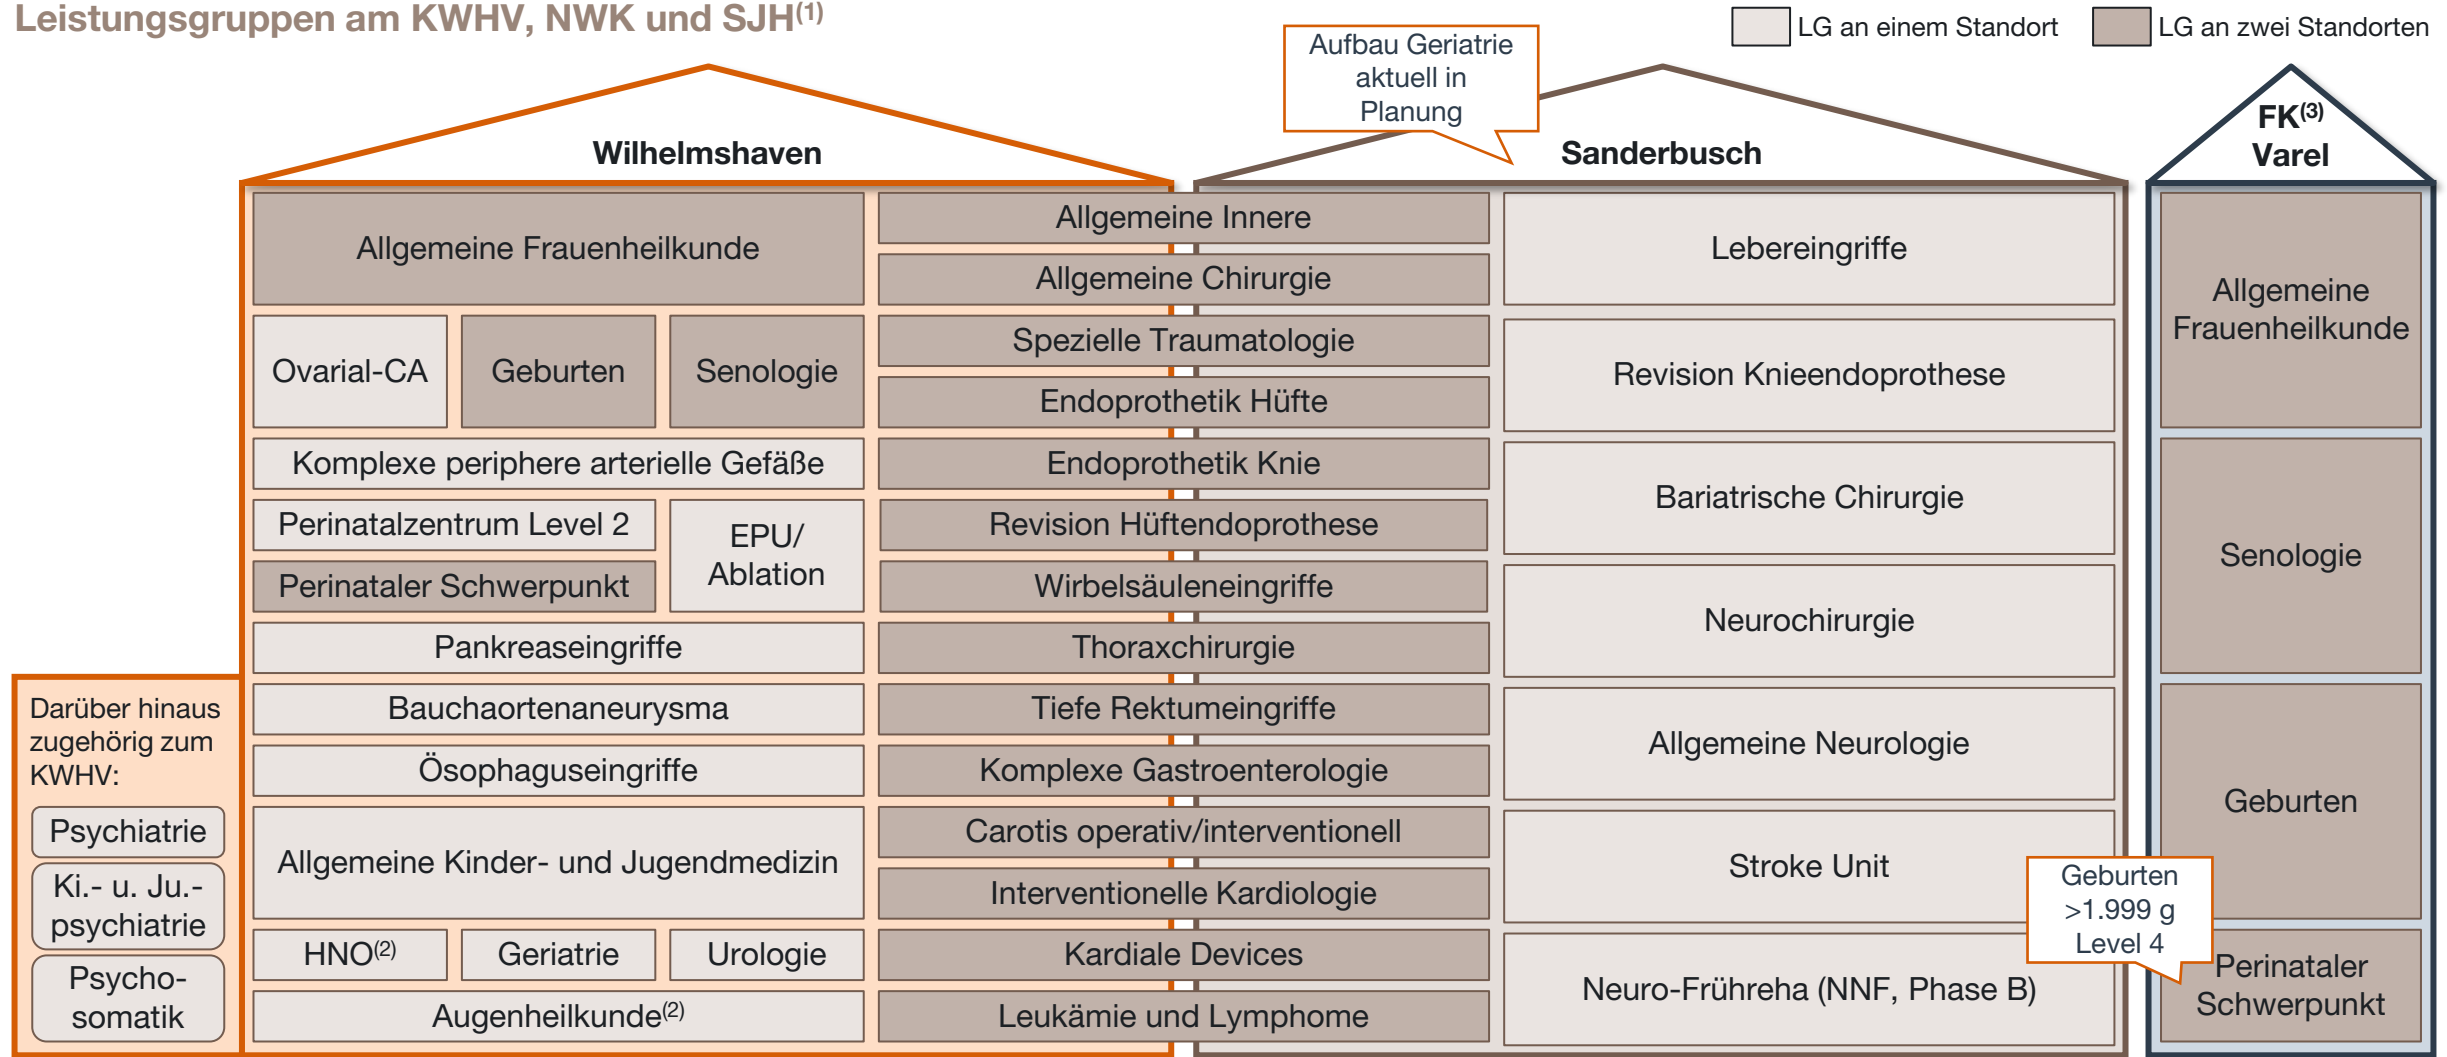 Leistungsgruppen am KWHV, NWK und SJH(1)
LG an einem Standort
LG an zwei Standorten
Aufbau Geriatrie
aktuell in
Planung
Wilhelmshaven
Sanderbusch
FK(3)
Varel
Allgemeine Frauenheilkunde
Ovarial-CA
Geburten
Senologie
Komplexe periphere arterielle Gefäße
Perinatalzentrum Level 2
EPU/
Ablation
Perinataler Schwerpunkt
Pankreaseingriffe
Bauchaortenaneurysma
Ösophaguseingriffe
Allgemeine Kinder- und Jugendmedizin
HNO(2)
Geriatrie
Urologie
Augenheilkunde(2)
Darüber hinaus
zugehörig zum
KWHV:
Psychiatrie
Ki.- u. Ju.-
psychiatrie
Psycho-
somatik
Allgemeine Innere
Allgemeine Chirurgie
Spezielle Traumatologie
Endoprothetik Hüfte
Endoprothetik Knie
Revision Hüftendoprothese
Wirbelsäuleneingriffe
Thoraxchirurgie
Tiefe Rektumeingriffe
Komplexe Gastroenterologie
Carotis operativ/interventionell
Interventionelle Kardiologie
Kardiale Devices
Leukämie und Lymphome
Lebereingriffe
Revision Knieendoprothese
Bariatrische Chirurgie
Neurochirurgie
Allgemeine Neurologie
Stroke Unit
Neuro-Frühreha (NNF, Phase B)
Allgemeine
Frauenheilkunde
Senologie
Geburten
Geburten
>1.999 g
Level 4
Perinataler
Schwerpunkt